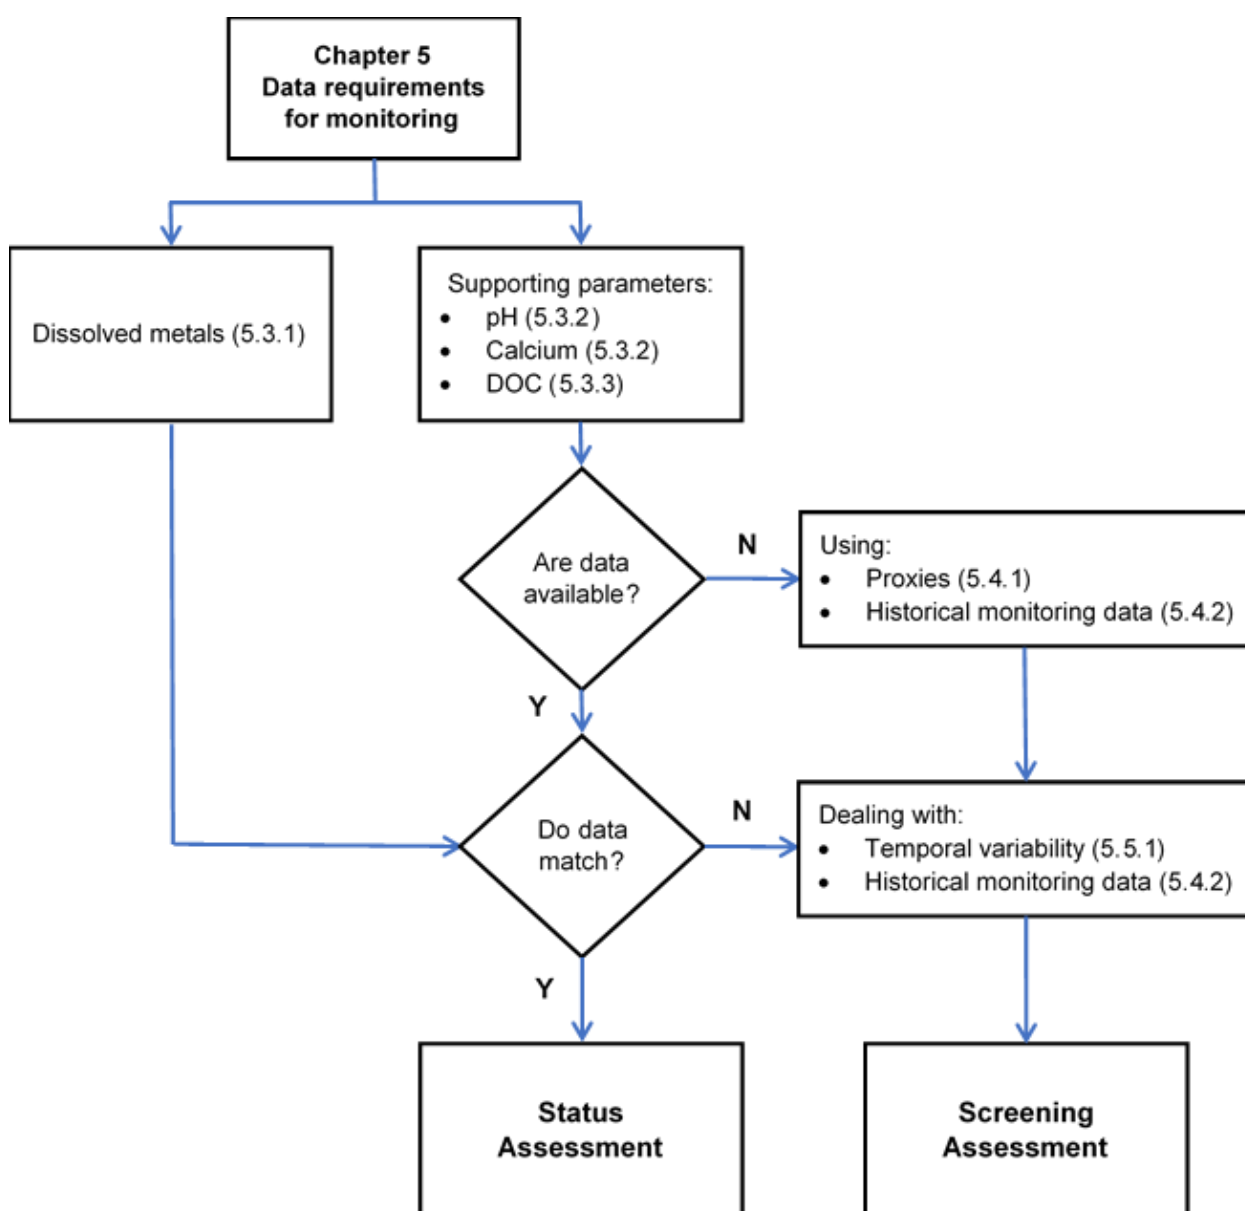 Chapter 5
Data requirements
for monitoring
Dissolved metals (5.3.1)
Supporting parameters:
• pH (5.3.2)
• Calcium (5.3.2)
• DOC (5.3.3)
Are data
available?
N
Using:
• Proxies (5.4.1)
• Historical monitoring data (5.4.2)
Y
Do data
match?
N
Dealing with:
• Temporal variability (5.5.1)
• Historical monitoring data (5.4.2)
Y
Status
Assessment
Screening
Assessment